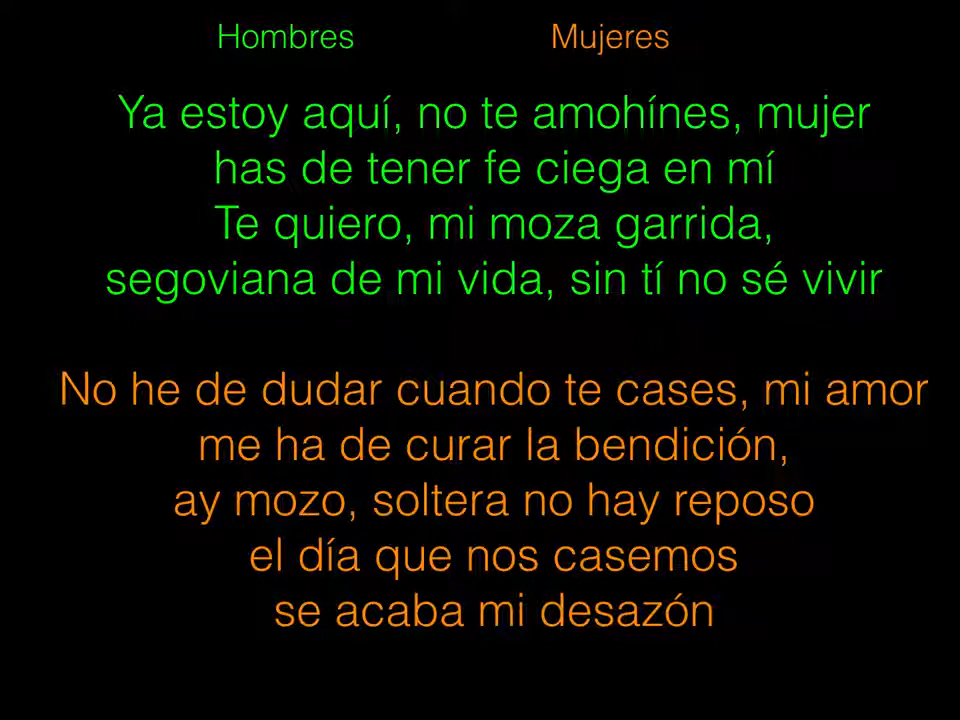 Hombres Mujeres
Ya estoy aquí, no te amohínes, mujer
has de tener fe ciega en mí
Te quiero, mi moza garrida,
segoviana de mi vida, sin tí no sé vivir
No he de dudar cuando te cases, mi amor
me ha de curar la bendición,
ay mozo, soltera no hay reposo
el día que nos casemos
se acaba mi desazón